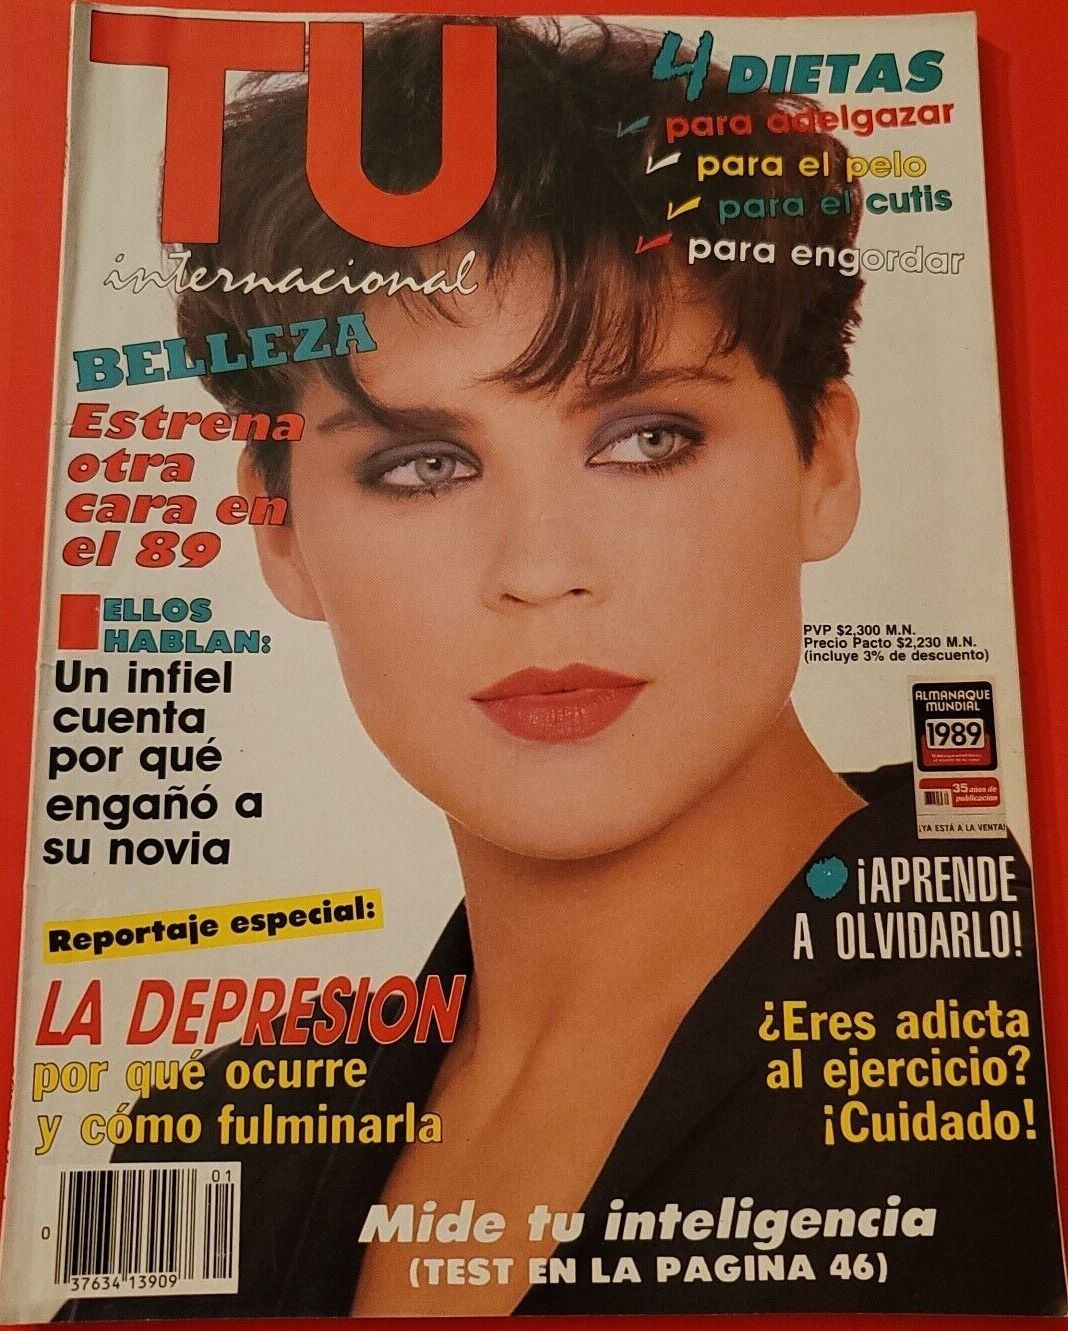 TU
internacional
4 DIETAS
para adelgazar
para el pelo
para el cutis
para engordar
BELLEZA
Estrena
otra
cara en
el 89
ELLOS
HABLAN:
Un infiel
cuenta
por qué
engañó a
su novia
PVP $2,300 M.N.
Precio Pacto $2,230 M.N.
(incluye 3% de descuento)
ALMANAQUE
MUNDIAL
1989
35 años de
publicacion
¡YA ESTÁ A LA VENTA!
¡APRENDE
A OLVIDARLO!
Reportaje especial:
LA DEPRESION
por qué ocurre
y cómo fulminarla
¿Eres adicta
al ejercicio?
¡Cuidado!
Mide tu inteligencia
(TEST EN LA PAGINA 46)
01
0
37634 13909